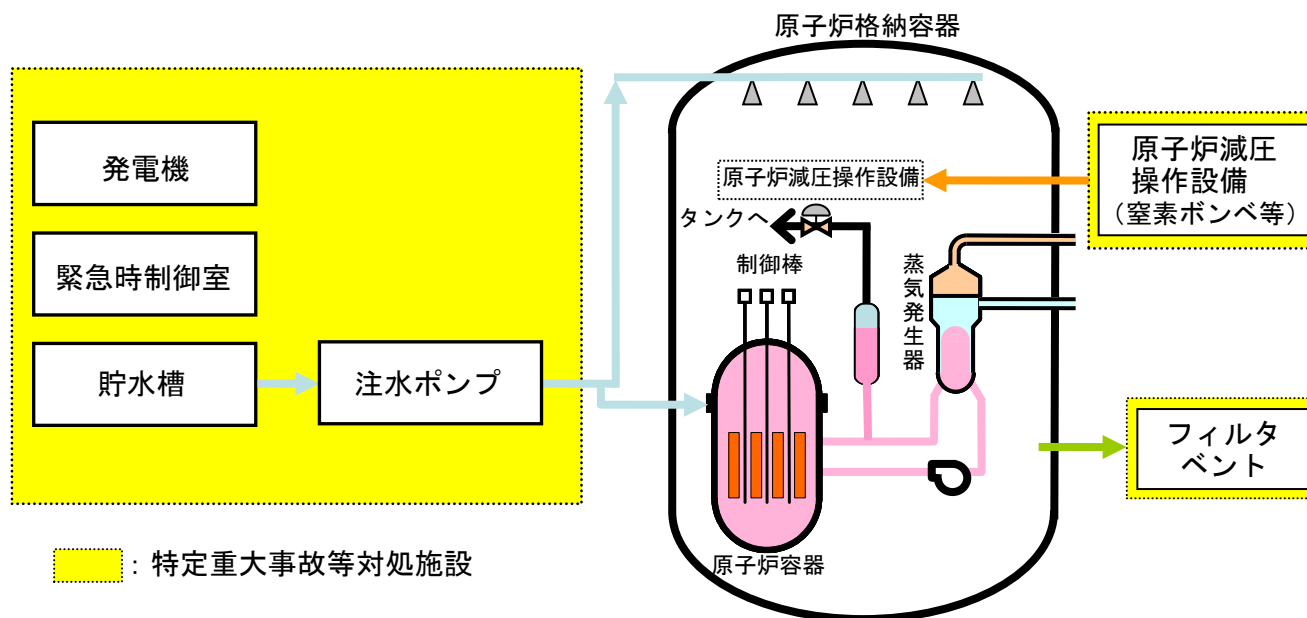 原子炉格納容器
発電機
緊急時制御室
貯水槽
注水ポンプ
原子炉減圧操作設備
タンクへ
制御棒
蒸気発生器
原子炉容器
原子炉減圧
操作設備
（窒素ボンベ等）
フィルタ
ベント
：特定重大事故等対処施設